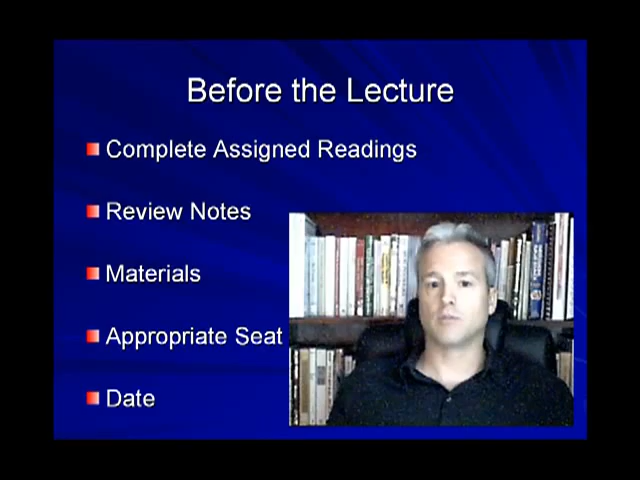 Before the Lecture
Complete Assigned Readings
Review Notes
Materials
Appropriate Seat
Date